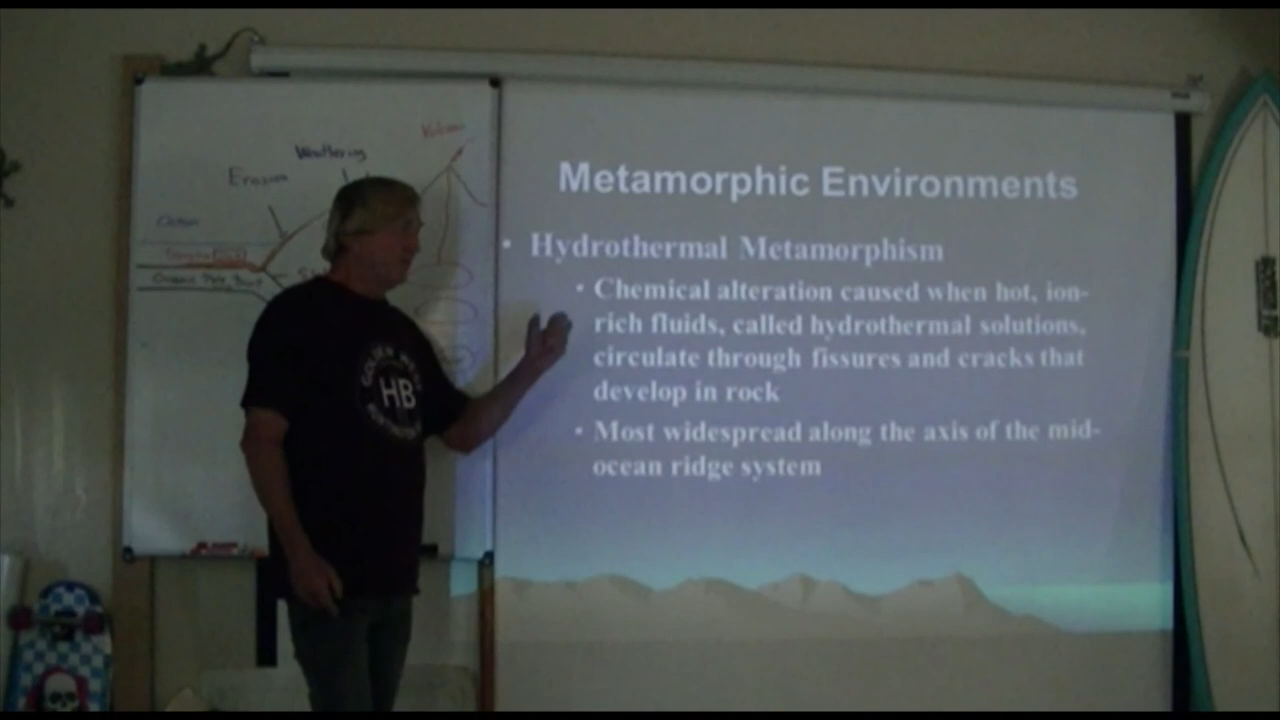 Volcano
Weathering
Erosion
Ocean
Metamorphic Environments
• Hydrothermal Metamorphism
• Chemical alteration caused when hot, ion-
rich fluids, called hydrothermal solutions,
circulate through fissures and cracks that
develop in rock
• Most widespread along the axis of the mid-
ocean ridge system
HB